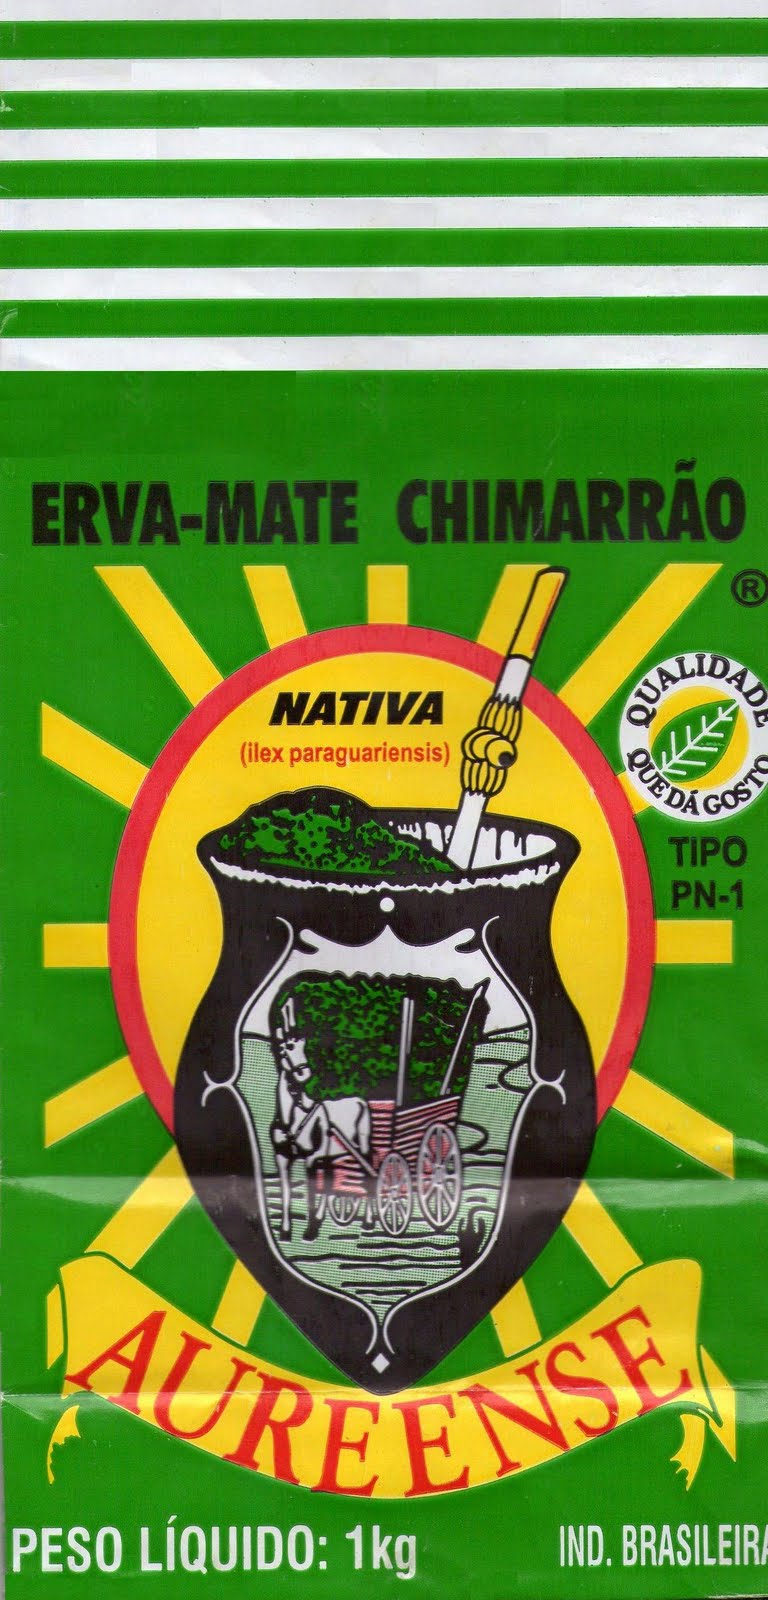 ERVA-MATE CHIMARRÃO
®
NATIVA
(ilex paraguariensis)
QUALIDADE
QUE DÁ GOSTO
TIPO
PN-1
AUREENSE
PESO LÍQUIDO: 1kg
IND. BRASILEIRA